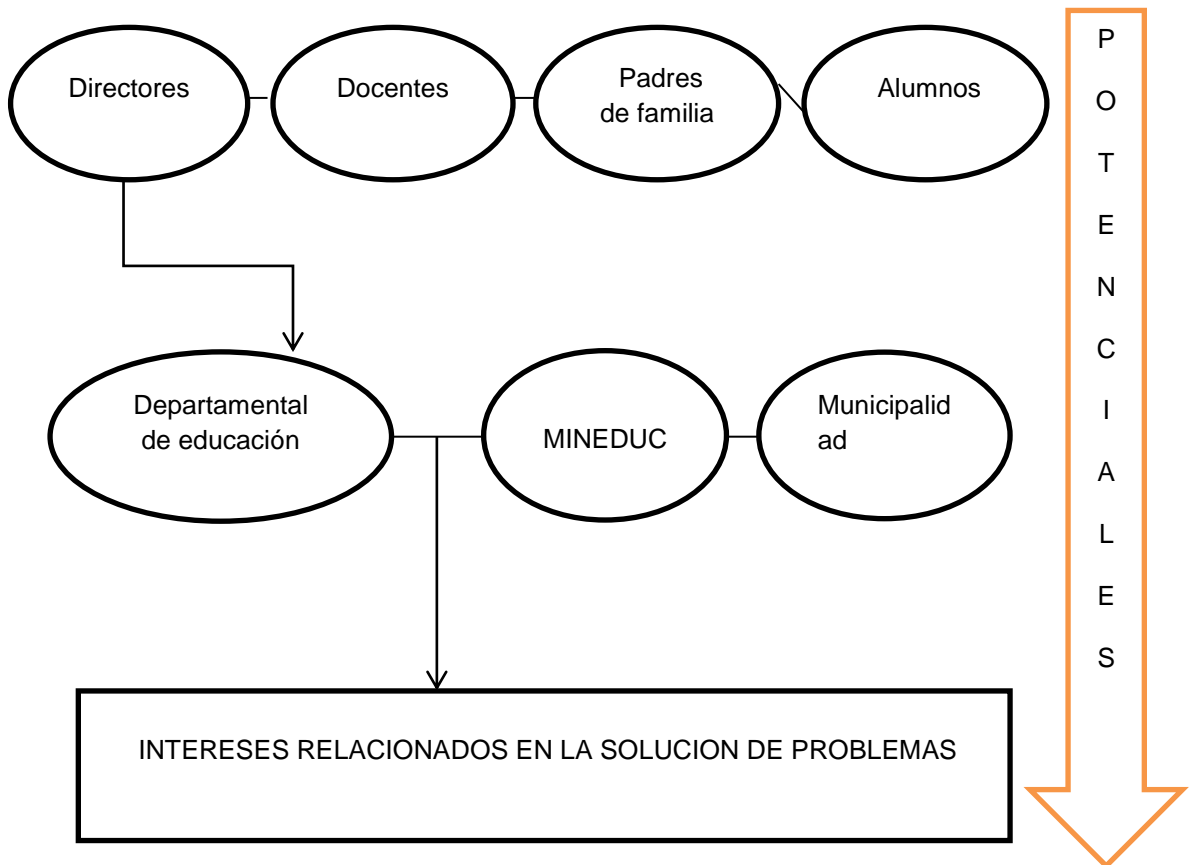 Directores
Docentes
Padres
de familia
Alumnos
Departamental
de educación
MINEDUC
Municipalid
ad
INTERESES RELACIONADOS EN LA SOLUCION DE PROBLEMAS
P
O
T
E
N
C
I
A
L
E
S